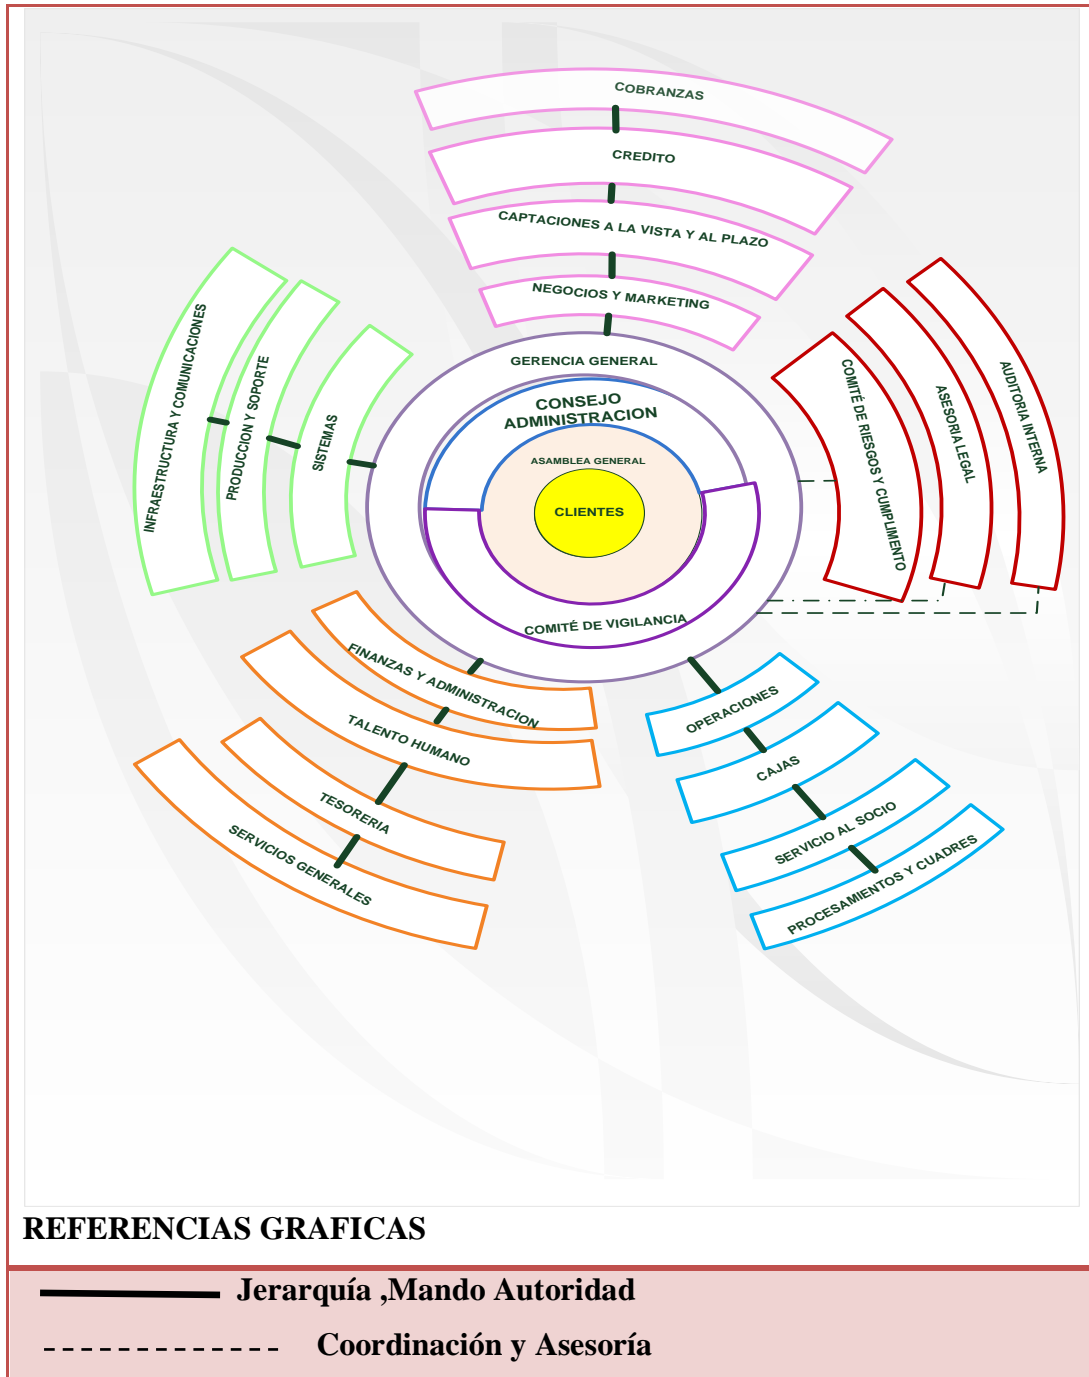 COBRANZAS
CREDITO
CAPTACIONES A LA VISTA Y AL PLAZO
NEGOCIOS Y MARKETING
GERENCIA GENERAL
CONSEJO
ADMINISTRACION
ASAMBLEA GENERAL
CLIENTES
COMITÉ DE VIGILANCIA
INFRAESTRUCTURA Y COMUNICACIONES
PRODUCCION Y SOPORTE
SISTEMAS
COMITÉ DE RIESGOS Y CUMPLIMENTO
ASESORIA LEGAL
AUDITORIA INTERNA
FINANZAS Y ADMINISTRACION
TALENTO HUMANO
TESORERIA
SERVICIOS GENERALES
OPERACIONES
CAJAS
SERVICIO AL SOCIO
PROCESAMIENTOS Y CUADRES
REFERENCIAS GRAFICAS
Jerarquía ,Mando Autoridad
Coordinación y Asesoría